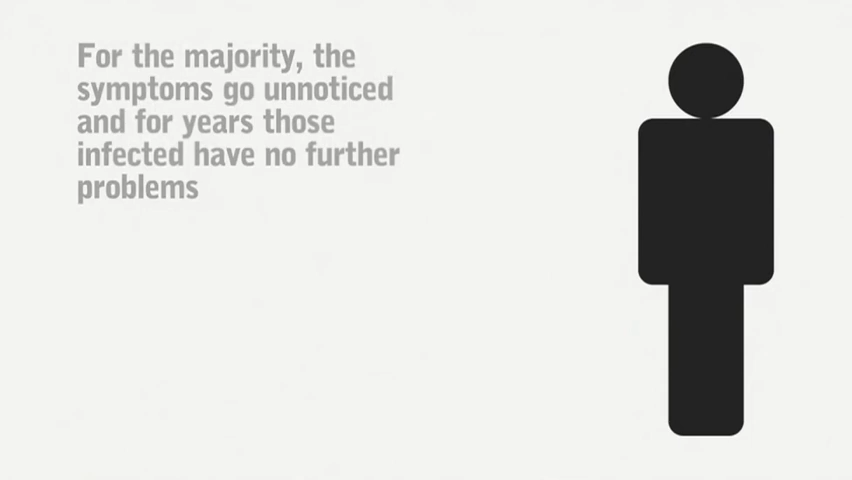 For the majority, the
symptoms go unnoticed
and for years those
infected have no further
problems